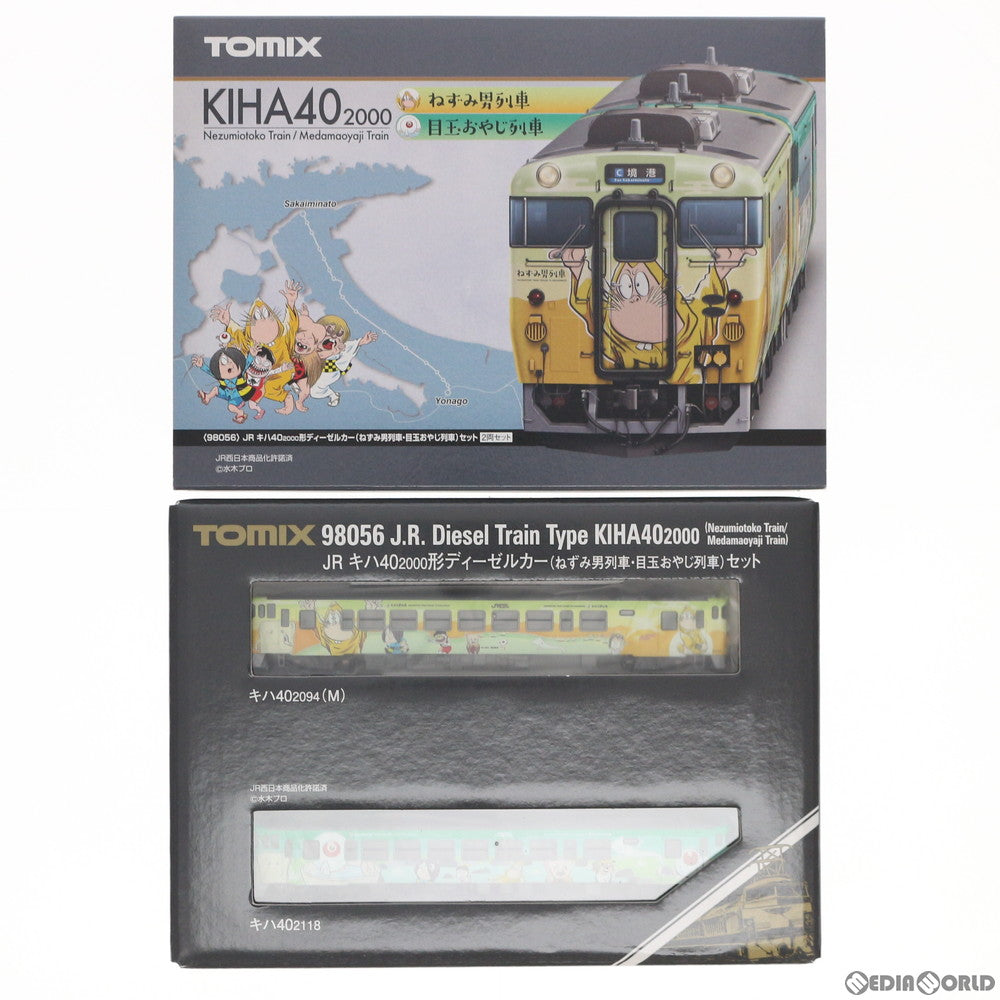 TOMIX
KIHA40 2000
Nezumiotoko Train / Medamaoyaji Train
ねずみ男列車
目玉おやじ列車
C 境港
For Sakaiminato
ねずみ男列車
Sakaiminato
Yonago
〈98056〉JR キハ40 2000形ディーゼルカー(ねずみ男列車・目玉おやじ列車)セット 2両セット
JR西日本商品化許諾済
©水木プロ
TOMIX 98056 J.R. Diesel Train Type KIHA40 2000 (Nezumiotoko Train/
Medamaoyaji Train)
JR キハ40 2000形ディーゼルカー(ねずみ男列車・目玉おやじ列車)セット
キハ40 2094(M)
JR西日本商品化許諾済
©水木プロ
キハ40 2118
MEDIAWORLD